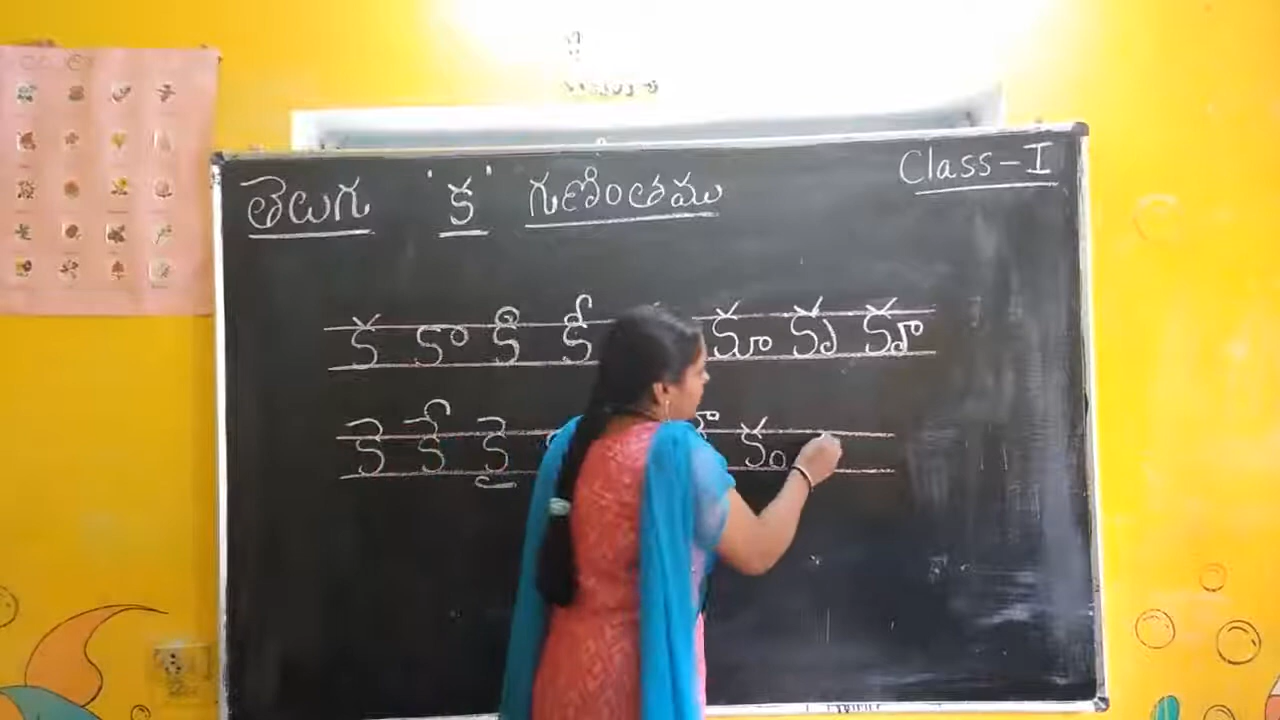 తెలుగు 'క' గుణింతము
Class-I
క కా కి కీ కూ కృ కౄ
కె కే కై కం